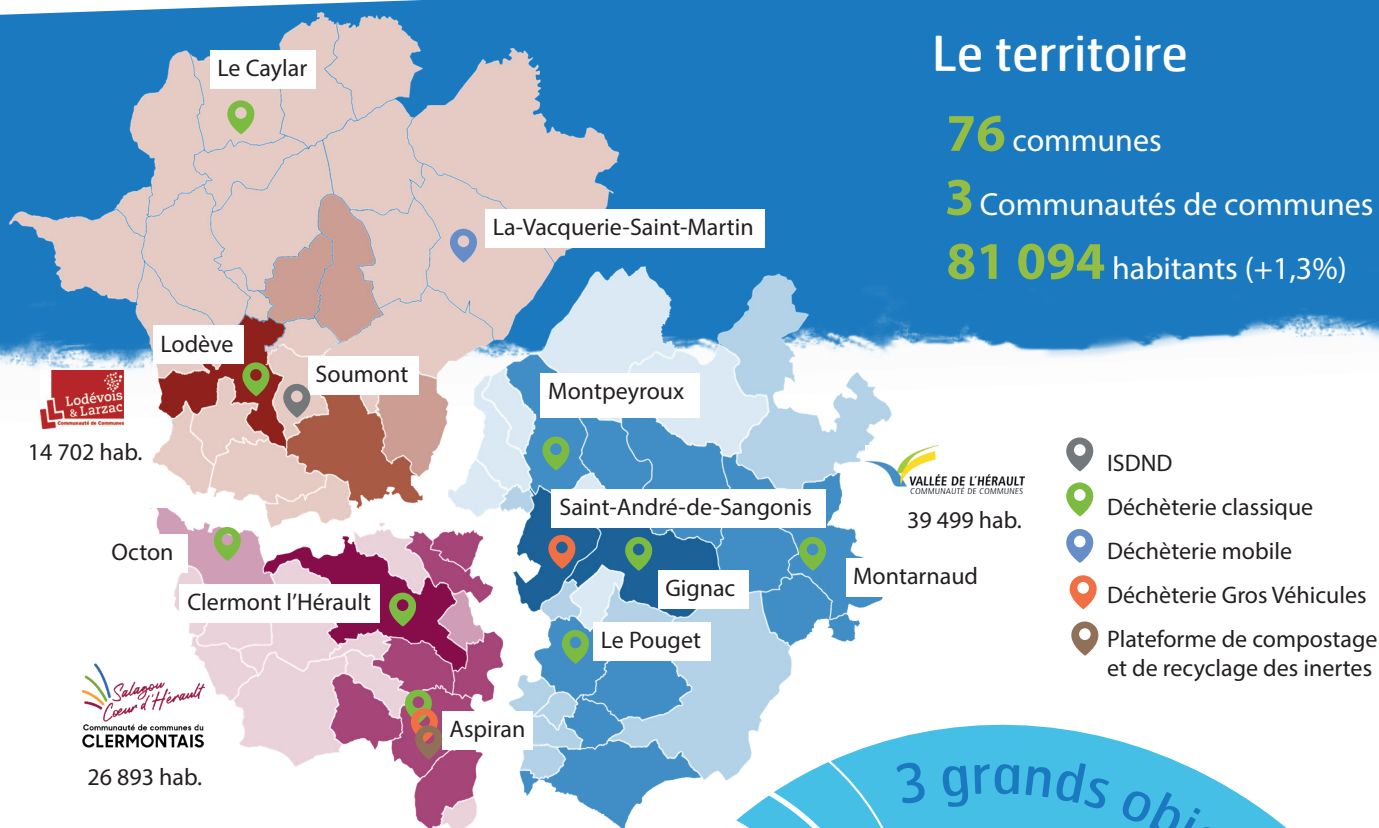 Le territoire
76 communes
3 Communautés de communes
81 094 habitants (+1,3%)
Le Caylar
La-Vacquerie-Saint-Martin
Lodève
Soumont
Lodévois
& Larzac
Communauté de Communes
14 702 hab.
Montpeyroux
Saint-André-de-Sangonis
Gignac
Montarnaud
Le Pouget
VALLÉE DE L'HÉRAULT
COMMUNAUTÉ DE COMMUNES
39 499 hab.
ISDND
Déchèterie classique
Déchèterie mobile
Déchèterie Gros Véhicules
Plateforme de compostage
et de recyclage des inertes
Octon
Clermont l'Hérault
Aspiran
Salagou
Cœur d'Hérault
Communauté de communes du
CLERMONTAIS
26 893 hab.
3 grands obj